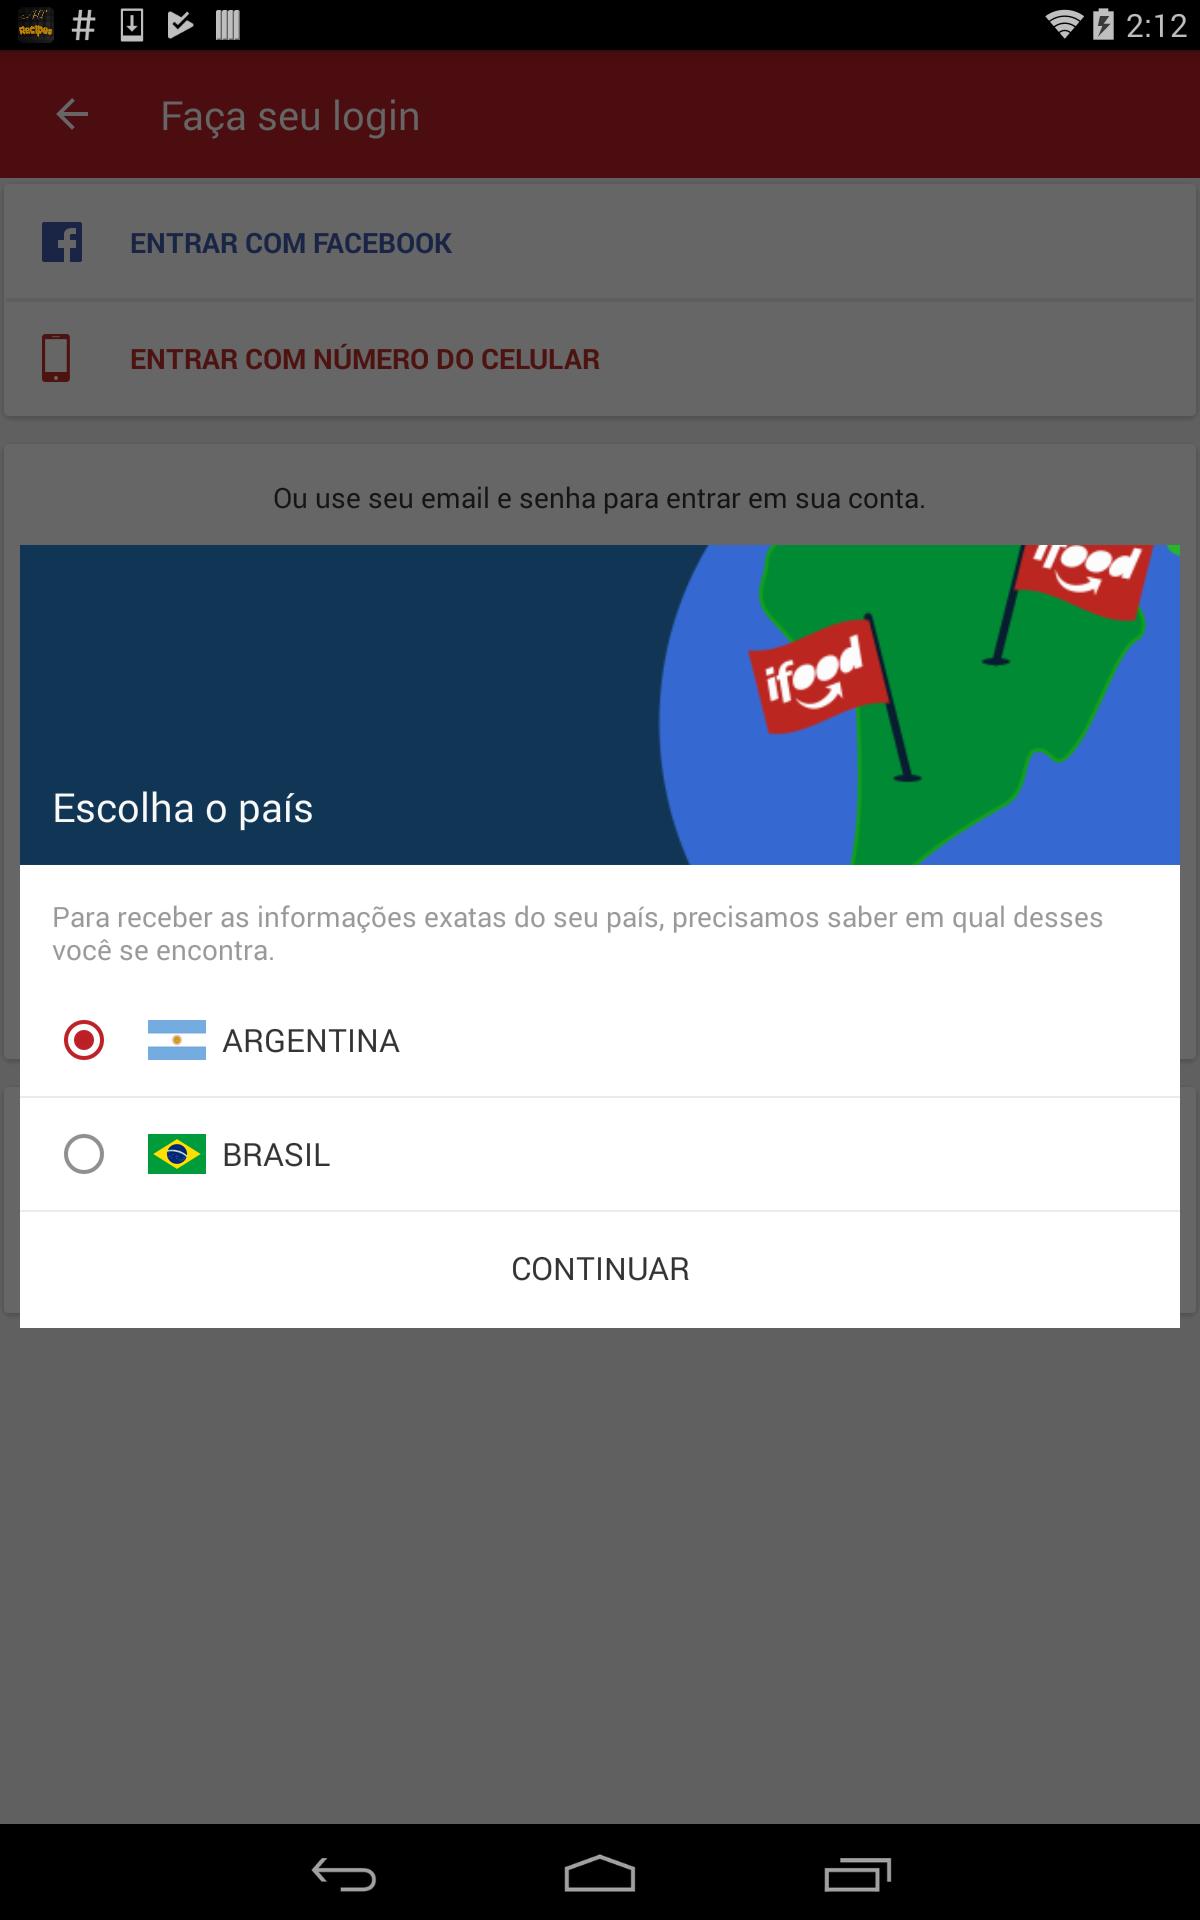 Recipes
2:12
Faça seu login
ENTRAR COM FACEBOOK
ENTRAR COM NÚMERO DO CELULAR
Ou use seu email e senha para entrar em sua conta.
ifood
ifood
Escolha o país
Para receber as informações exatas do seu país, precisamos saber em qual desses
você se encontra.
ARGENTINA
BRASIL
CONTINUAR